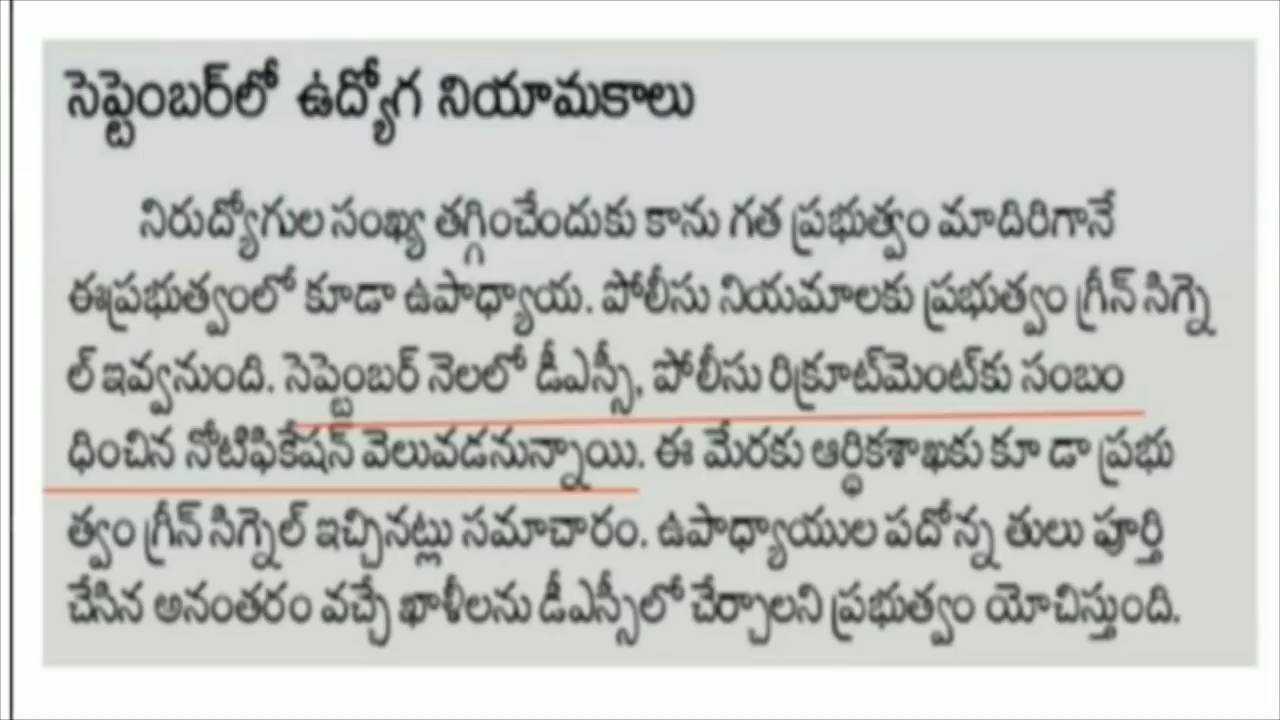 సెప్టెంబర్‌లో ఉద్యోగ నియామకాలు
నిరుద్యోగుల సంఖ్య తగ్గించేందుకు కాను గత ప్రభుత్వం మాదిరిగానే
ఈప్రభుత్వంలో కూడా ఉపాధ్యాయ. పోలీసు నియమాలకు ప్రభుత్వం గ్రీన్ సిగ్నె
ల్ ఇవ్వనుంది. సెప్టెంబర్ నెలలో డీఎస్సీ, పోలీసు రిక్రూట్‌మెంట్‌కు సంబం
ధించిన నోటిఫికేషన్ వెలువడనున్నాయి. ఈ మేరకు ఆర్థికశాఖకు కూ డా ప్రభు
త్వం గ్రీన్ సిగ్నెల్ ఇచ్చినట్లు సమాచారం. ఉపాధ్యాయుల పదోన్న తులు పూర్తి
చేసిన అనంతరం వచ్చే ఖాళీలను డీఎస్సీలో చేర్చాలని ప్రభుత్వం యోచిస్తుంది.